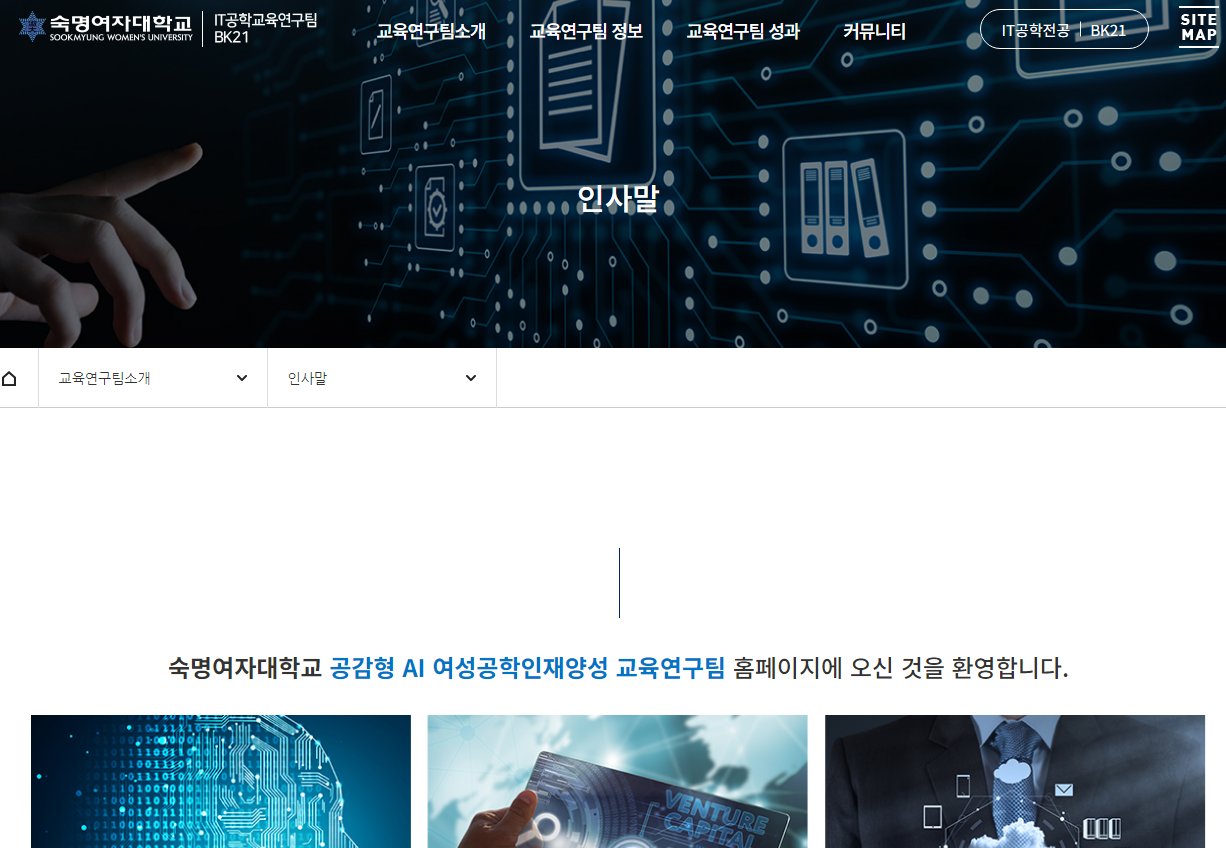 숙명여자대학교
SOOKMYUNG WOMEN'S UNIVERSITY
IT공학교육연구팀
BK21
교육연구팀소개
교육연구팀 정보
교육연구팀 성과
커뮤니티
IT공학전공 | BK21
SITE
MAP
인사말
교육연구팀소개
인사말
숙명여자대학교 공감형 AI 여성공학인재양성 교육연구팀 홈페이지에 오신 것을 환영합니다.
VENTURE
CAPITAL